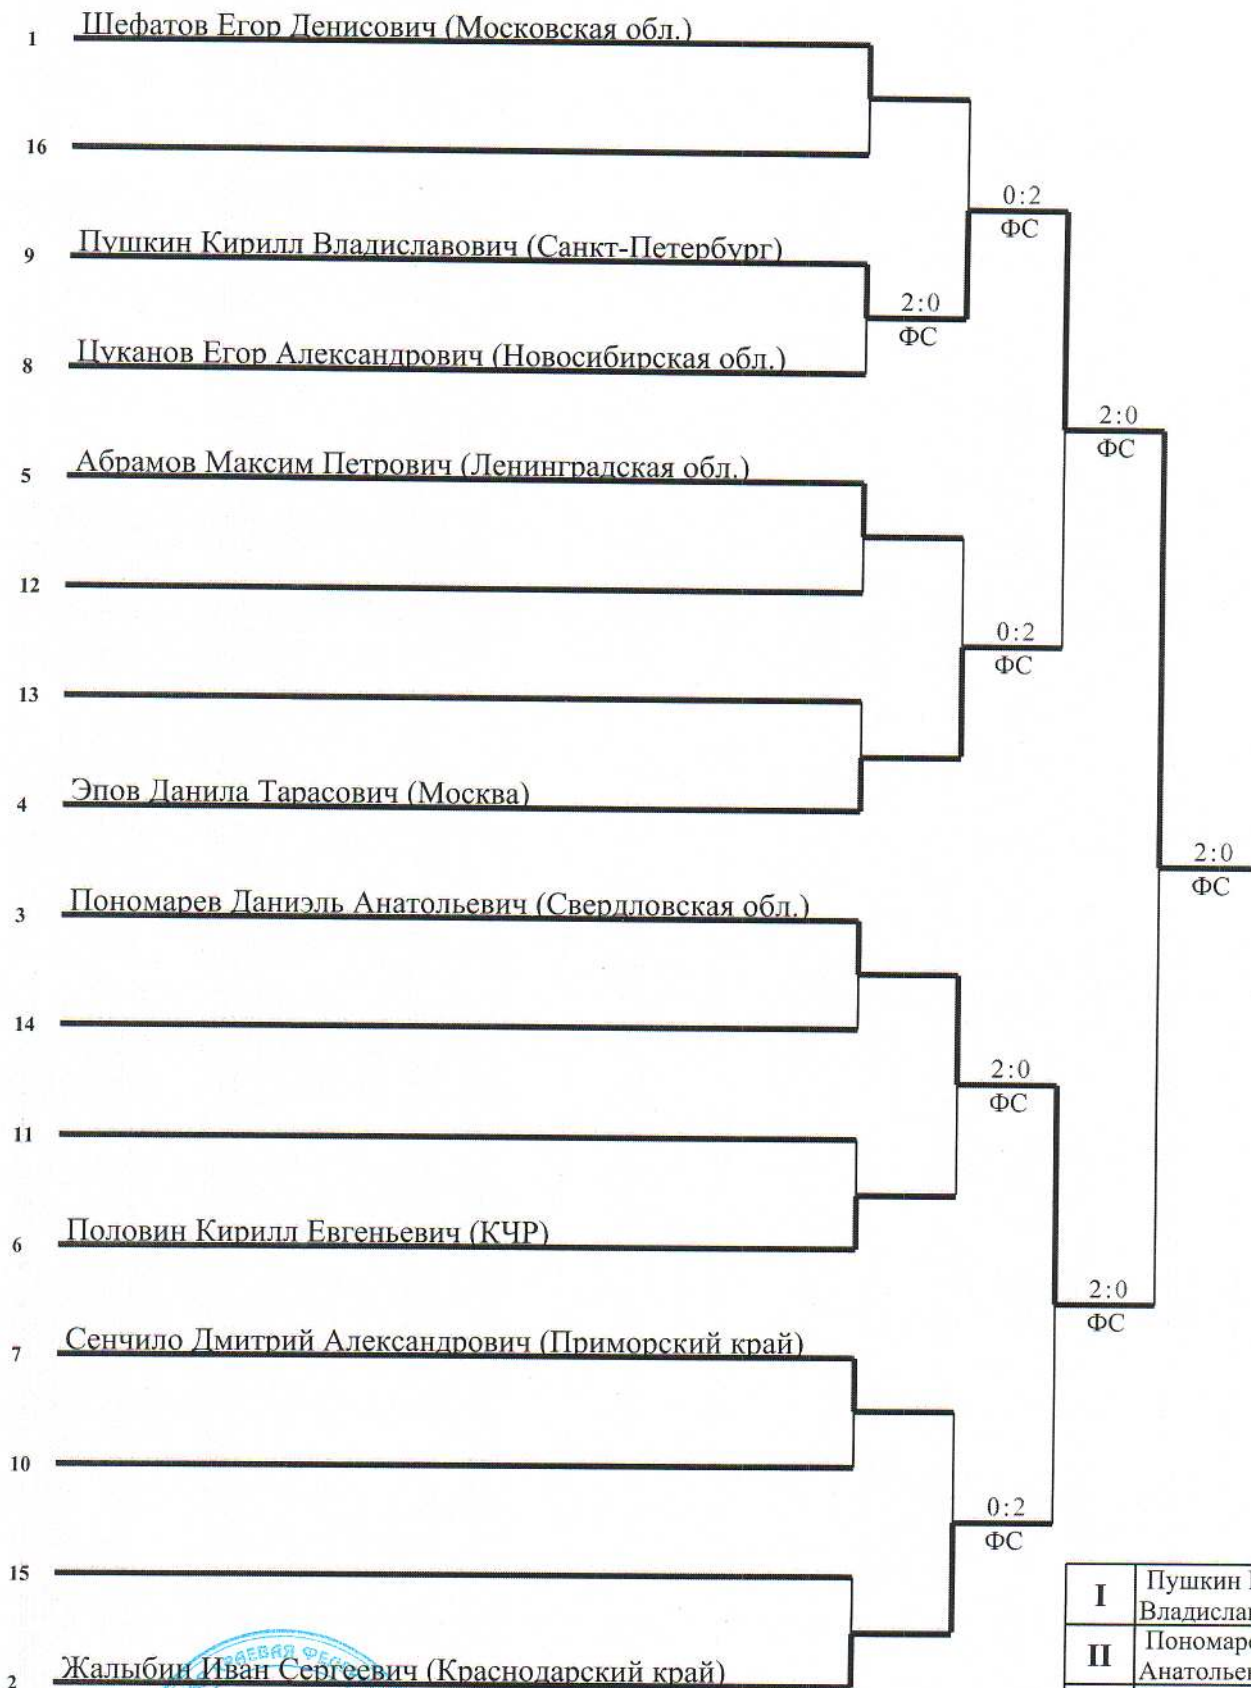 1 Шефатов Егор Денисович (Московская обл.)
16
0:2
ФС
9 Пушкин Кирилл Владиславович (Санкт-Петербург)
2:0
ФС
8 Цуканов Егор Александрович (Новосибирская обл.)
2:0
ФС
5 Абрамов Максим Петрович (Ленинградская обл.)
12
0:2
ФС
13
4 Эпов Данила Тарасович (Москва)
2:0
ФС
3 Пономарев Даниэль Анатольевич (Свердловская обл.)
14
2:0
ФС
11
6 Половин Кирилл Евгеньевич (КЧР)
2:0
ФС
7 Сенчило Дмитрий Александрович (Приморский край)
10
0:2
ФС
15
I Пушкин
Владислав
II Пономаре
Анатольев
2 Жалыбин Иван Сергеевич (Краснодарский край)